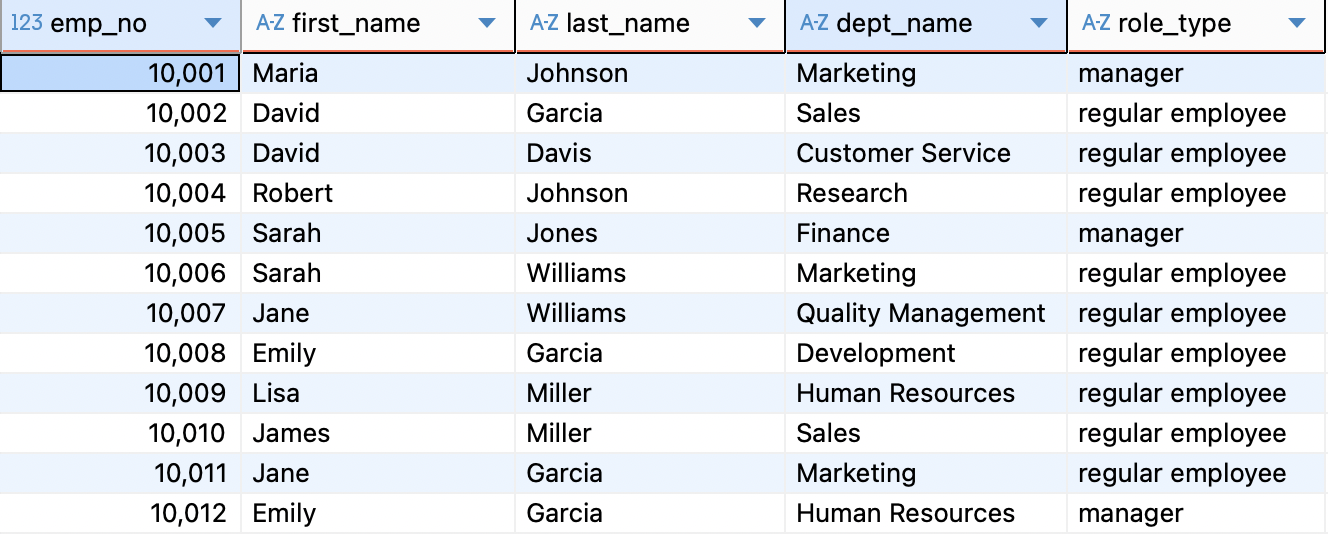 123 emp_no A-Z first_name A-Z last_name A-Z dept_name A-Z role_type
10,001 Maria Johnson Marketing manager
10,002 David Garcia Sales regular employee
10,003 David Davis Customer Service regular employee
10,004 Robert Johnson Research regular employee
10,005 Sarah Jones Finance manager
10,006 Sarah Williams Marketing regular employee
10,007 Jane Williams Quality Management regular employee
10,008 Emily Garcia Development regular employee
10,009 Lisa Miller Human Resources regular employee
10,010 James Miller Sales regular employee
10,011 Jane Garcia Marketing regular employee
10,012 Emily Garcia Human Resources manager